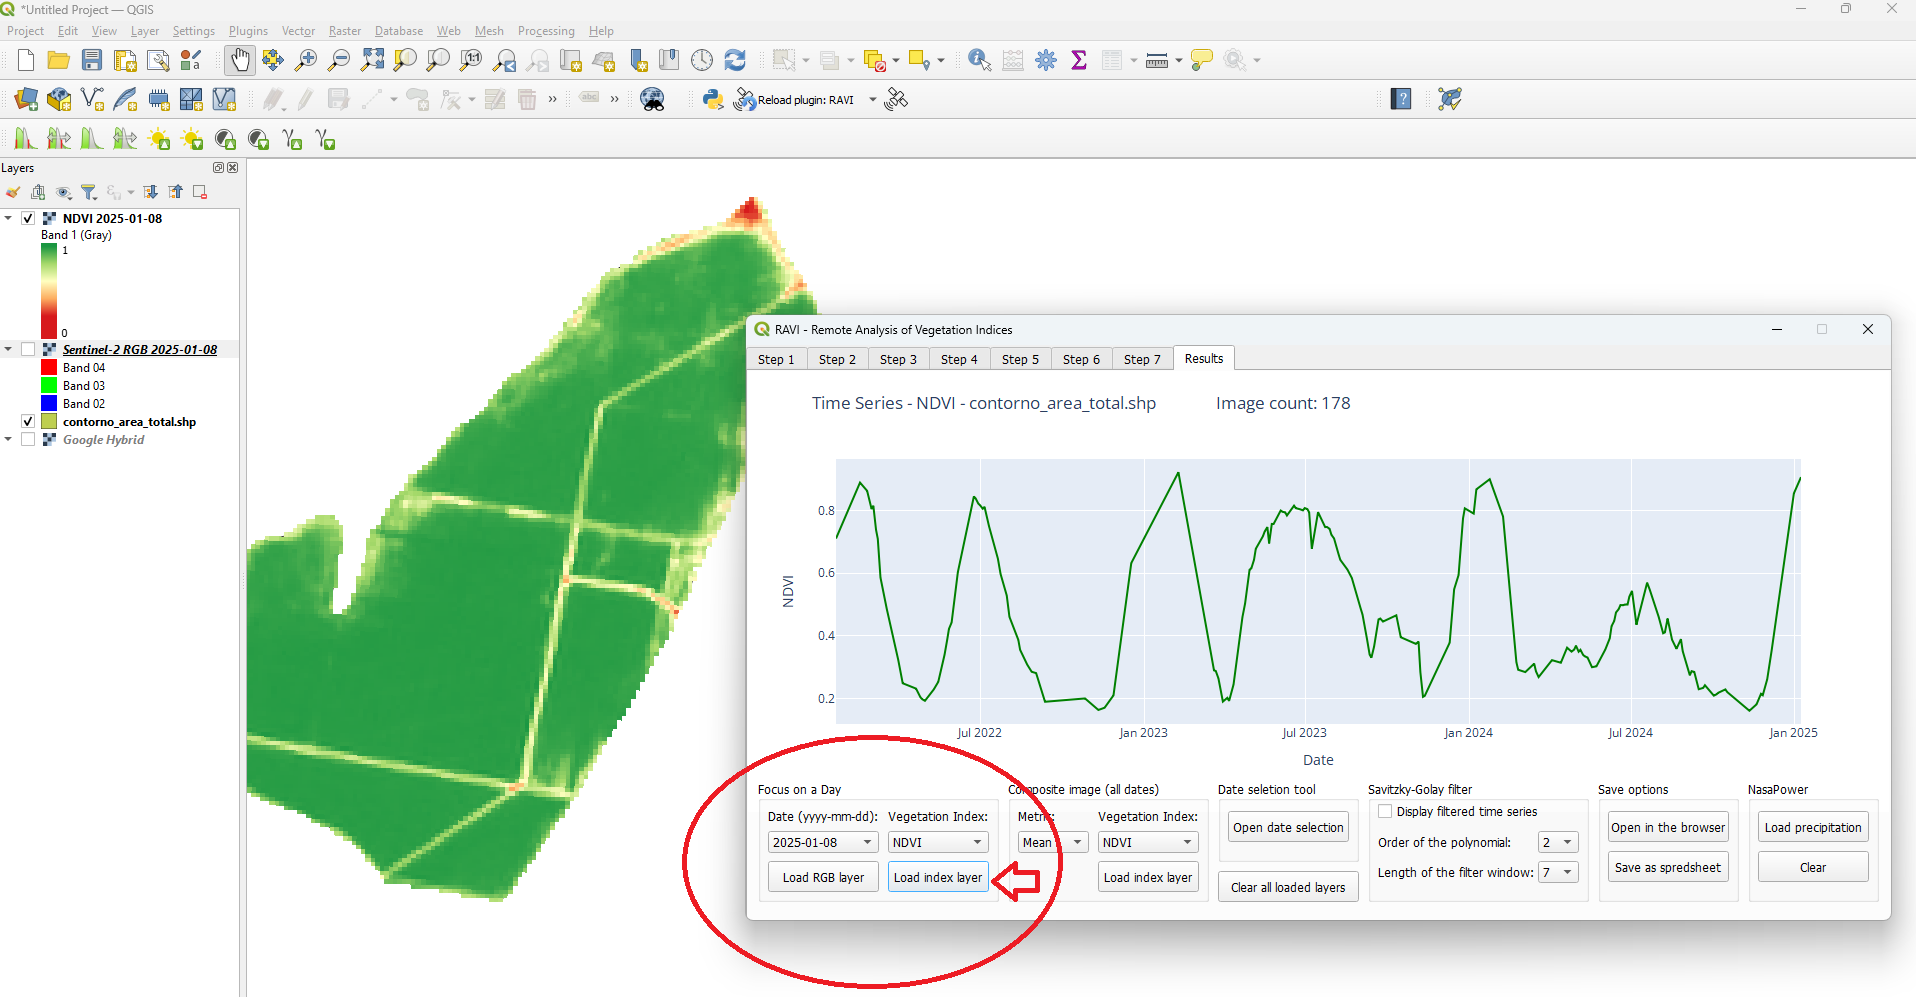 *Untitled Project — QGIS
Project Edit View Layer Settings Plugins Vector Raster Database Web Mesh Processing Help
1:1
a
abc
Reload plugin: RAVI
?
Layers
NDVI 2025-01-08
Band 1 (Gray)
1
0
Sentinel-2 RGB 2025-01-08
Band 04
Band 03
Band 02
contorno_area_total.shp
Google Hybrid
RAVI - Remote Analysis of Vegetation Indices
Step 1 Step 2 Step 3 Step 4 Step 5 Step 6 Step 7 Results
Time Series - NDVI - contorno_area_total.shp Image count: 178
NDVI
0.8
0.6
0.4
0.2
Jul 2022 Jan 2023 Jul 2023 Jan 2024 Jul 2024 Jan 2025
Date
Focus on a Day
Date (yyyy-mm-dd): Vegetation Index:
2025-01-08 NDVI
Load RGB layer Load index layer
Composite image (all dates)
Metric: Vegetation Index:
Mean NDVI
Load index layer
Date seletion tool
Open date selection
Clear all loaded layers
Savitzky-Golay filter
Display filtered time series
Order of the polynomial: 2
Length of the filter window: 7
Save options
Open in the browser
Save as spredsheet
NasaPower
Load precipitation
Clear